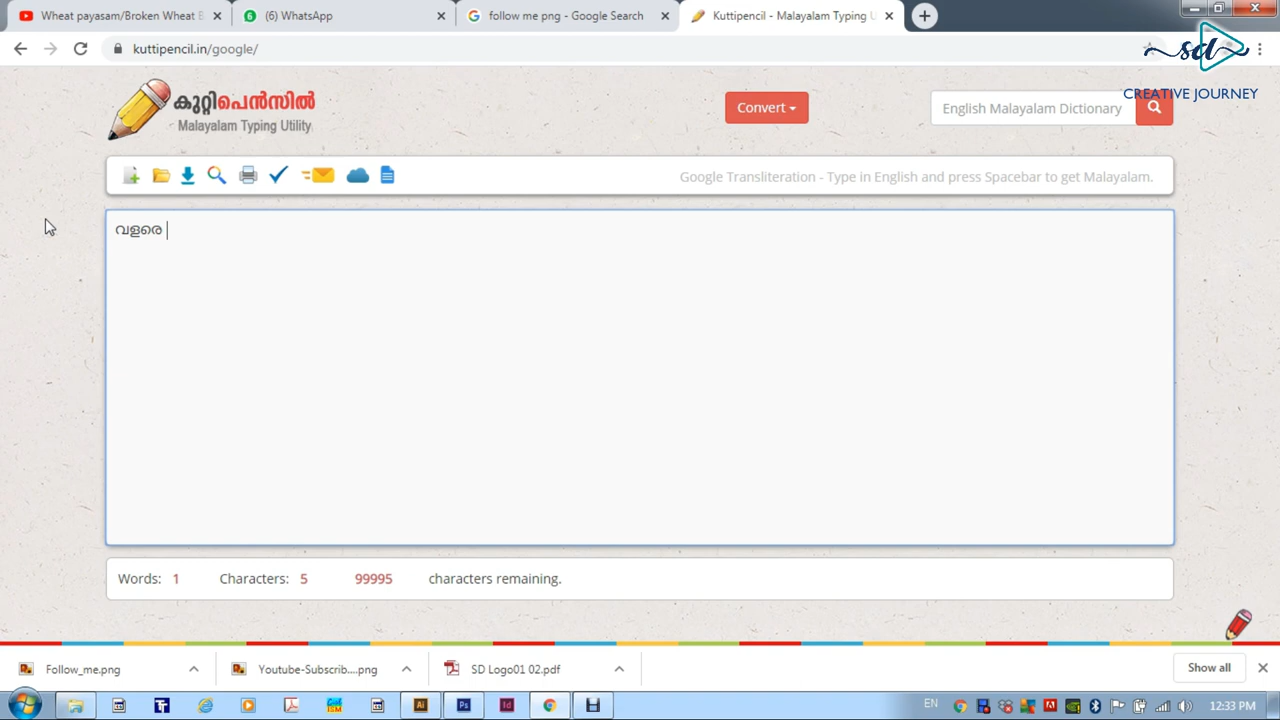 Wheat payasam/Broken Wheat
(6) WhatsApp
follow me.png - Google Search
Kuttipencil - Malayalam Typing U
kuttipencil.in/google/
sd
CREATIVE JOURNEY
കുറ്റിപെൻസിൽ
Malayalam Typing Utility
Convert
English Malayalam Dictionary
Google Transliteration - Type in English and press Spacebar to get Malayalam.
വളരെ
Words: 1 Characters: 5 99995 characters remaining.
Follow_me.png
Youtube-Subscrib....png
SD Logo01 02.pdf
Show all
EN
12:33 PM